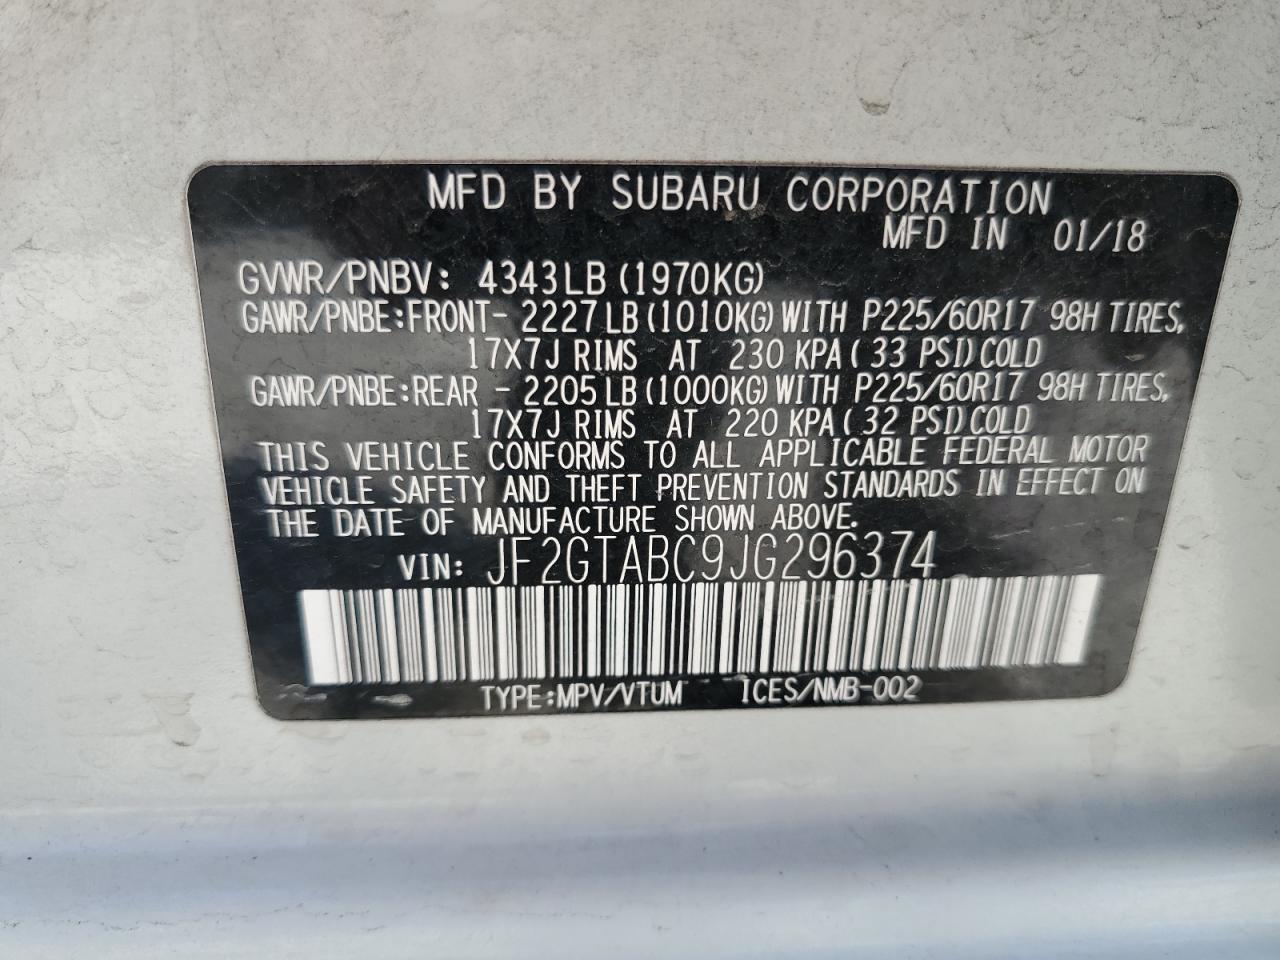 MFD BY SUBARU CORPORATION
MFD IN 01/18
GVWR/PNBV: 4343LB (1970KG)
GAWR/PNBE:FRONT- 2227LB(1010KG)WITH P225/60R17 98H TIRES,
17X7J RIMS AT 230 KPA( 33 PSI)COLD
GAWR/PNBE:REAR - 2205LB(1000KG)WITH P225/60R17 98H TIRES,
17X7J RIMS AT 220 KPA( 32 PSI)COLD
THIS VEHICLE CONFORMS TO ALL APPLICABLE FEDERAL MOTOR
VEHICLE SAFETY AND THEFT PREVENTION STANDARDS IN EFFECT ON
THE DATE OF MANUFACTURE SHOWN ABOVE.
VIN: JF2GTABC9JG296374
TYPE:MPV/VTUM ICES/NMB-002